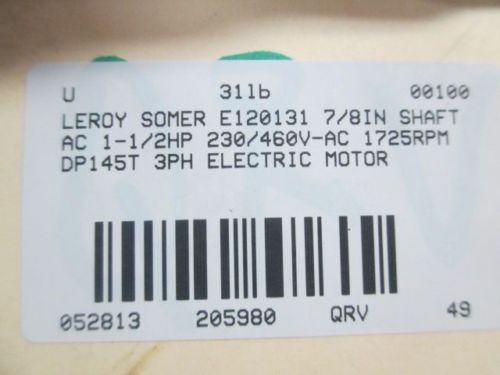 U 31lb 00100
LEROY SOMER E120131 7/8IN SHAFT
AC 1-1/2HP 230/460V-AC 1725RPM
DP145T 3PH ELECTRIC MOTOR
052813 205980 QRV 49